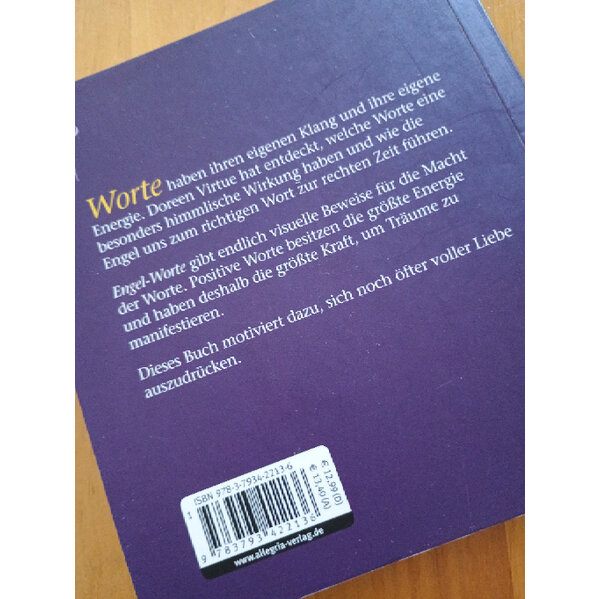 Worte haben ihren eigenen Klang und ihre eigene
Energie. Doreen Virtue hat entdeckt, welche Worte eine
besonders himmlische Wirkung haben und wie die
Engel uns zum richtigen Wort zur rechten Zeit führen.
Engel-Worte gibt endlich visuelle Beweise für die Macht
der Worte. Positive Worte besitzen die größte Energie
und haben deshalb die größte Kraft, um Träume zu
manifestieren.
Dieses Buch motiviert dazu, sich noch öfter voller Liebe
auszudrücken.
ISBN 978-3-7934-2213-6
€ 12,99 (D)
€ 13,40 (A)
1
9 783793 422136
www.allegria-verlag.de